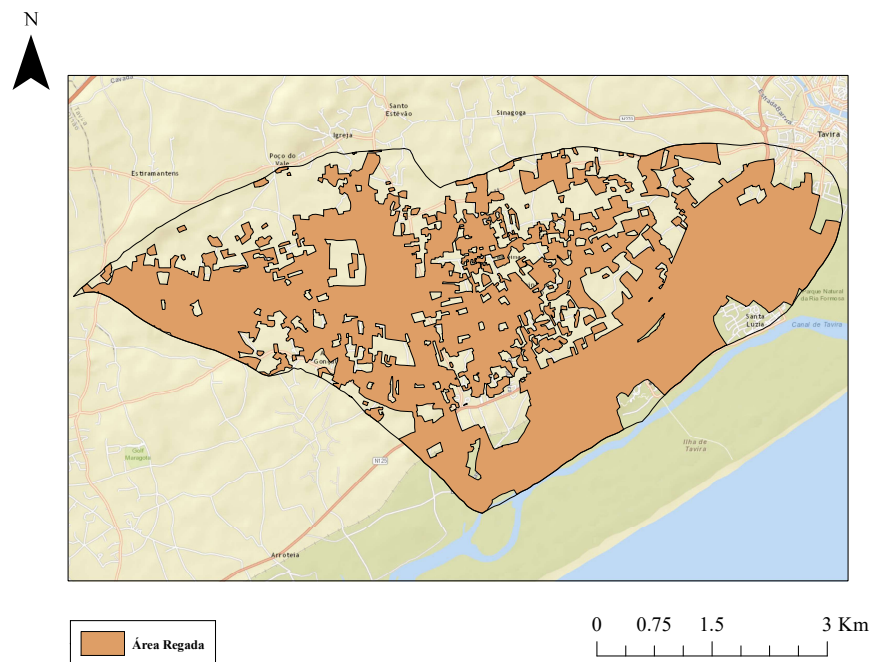 N
Cavada
Santo
Estêvão
Sinagoga
Igreja
Tavira
Poço do
Vale
Estiramantens
Parque Natural
da Ria Formosa
Santa
Luzia
Canal de Tavira
Ilha de
Tavira
Golf
Maragota
N125
Arroteia
Área Regada
0 0.75 1.5 3 Km